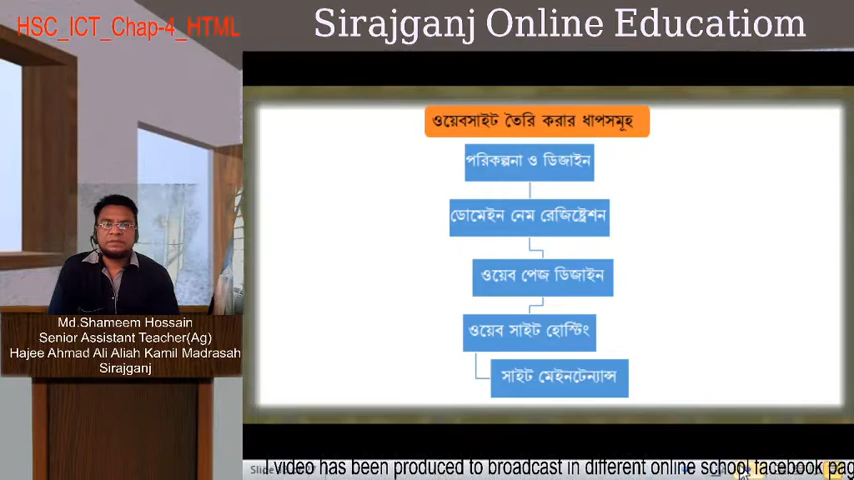 HSC_ICT_Chap-4_HTML
Sirajganj Online Educatiom
ওয়েবসাইট তৈরি করার ধাপসমূহ
পরিকল্পনা ও ডিজাইন
ডোমেইন নেম রেজিষ্ট্রেশন
ওয়েব পেজ ডিজাইন
ওয়েব সাইট হোস্টিং
সাইট মেইনটেন্যান্স
Md.Shameem Hossain
Senior Assistant Teacher(Ag)
Hajee Ahmad Ali Aliah Kamil Madrasah
Sirajganj
video has been produced to broadcast in different online school facebook pag